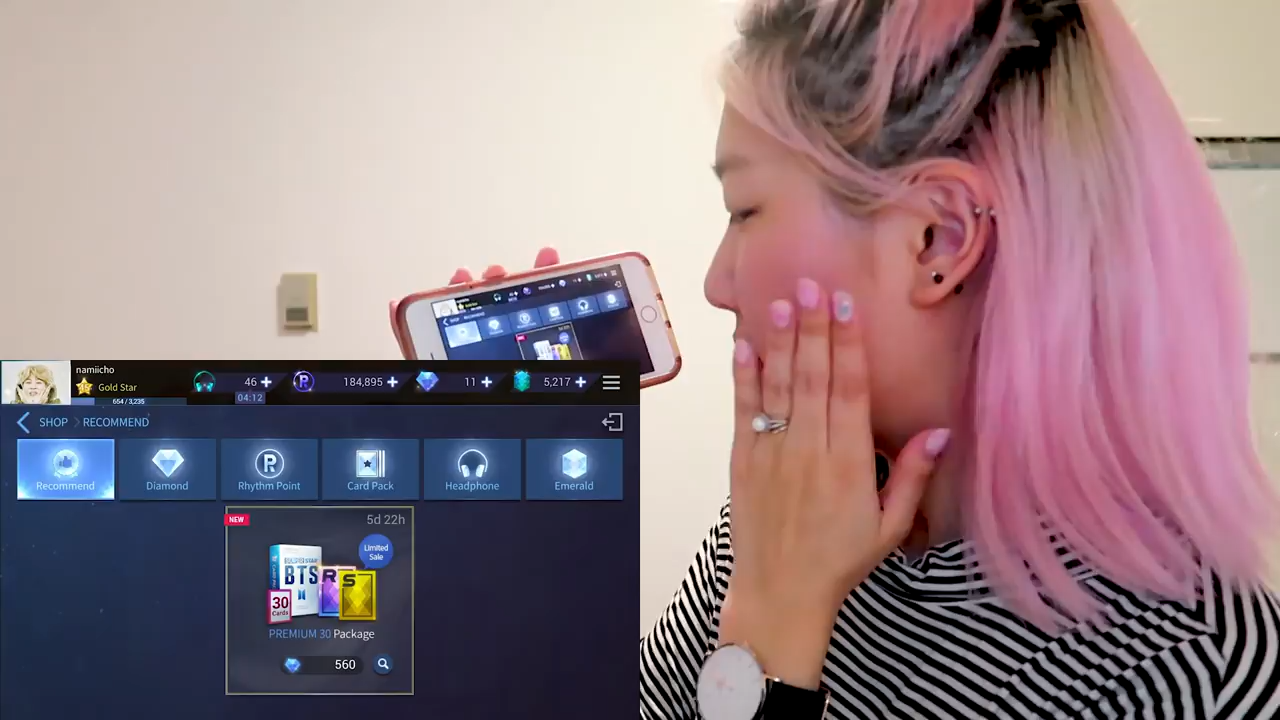 namiicho
Gold Star
654 / 3,235
46
04:12
184,895
11
5,217
SHOP > RECOMMEND
Recommend
Diamond
Rhythm Point
Card Pack
Headphone
Emerald
NEW
5d 22h
Limited
Sale
BTS
R S
30
Cards
PREMIUM 30 Package
560